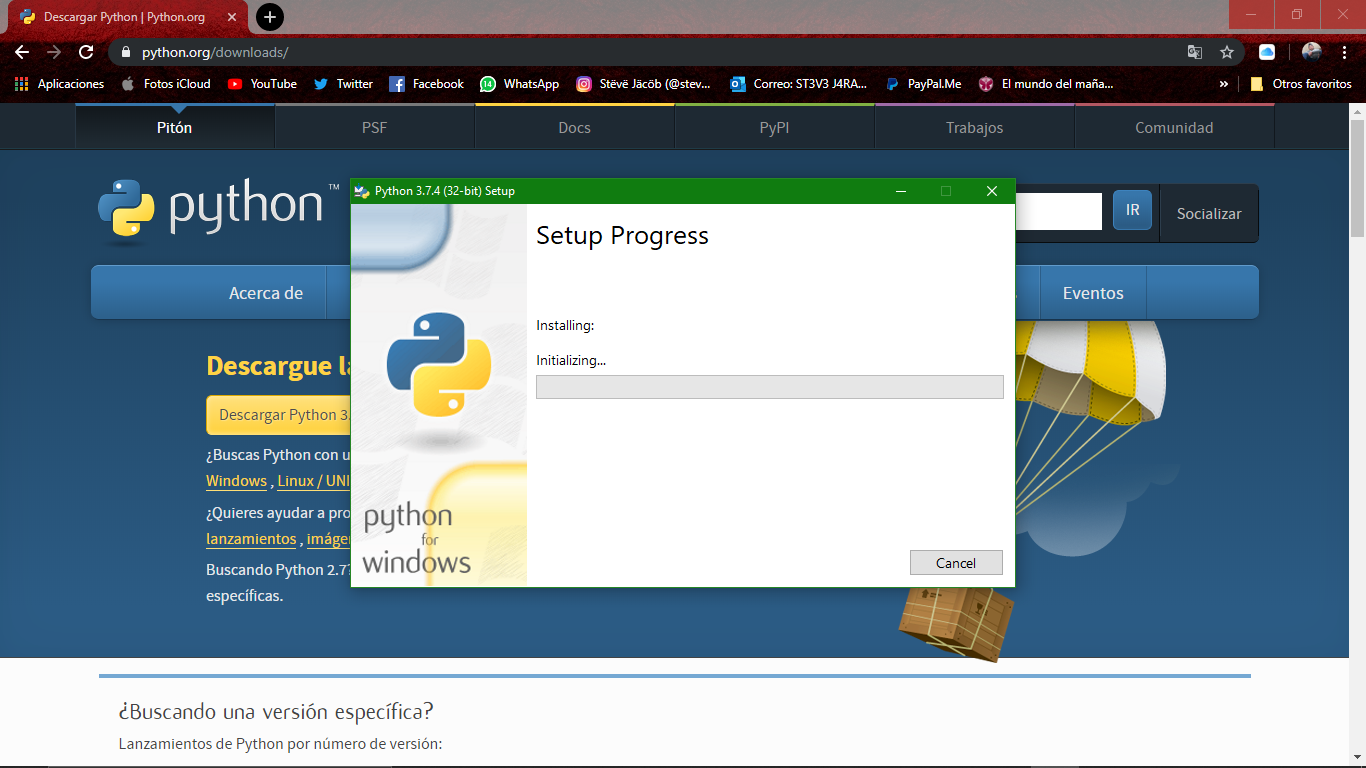 Descargar Python | Python.org
python.org/downloads/
Aplicaciones
Fotos iCloud
YouTube
Twitter
Facebook
14
WhatsApp
Stëvë Jäcöb (@stev...
Correo: ST3V3 J4RA...
PayPal.Me
El mundo del maña...
»
Otros favoritos
Pitón
PSF
Docs
PyPI
Trabajos
Comunidad
python™
IR
Socializar
Acerca de
Eventos
Python 3.7.4 (32-bit) Setup
Setup Progress
Installing:
Initializing...
Cancel
python
for
windows
Descargue
Descargar Python 3.
¿Buscas Python con
Windows , Linux / UNI
¿Quieres ayudar a
lanzamientos ,
Buscando Python 2.7?
específicas.
¿Buscando una versión específica?
Lanzamientos de Python por número de versión: